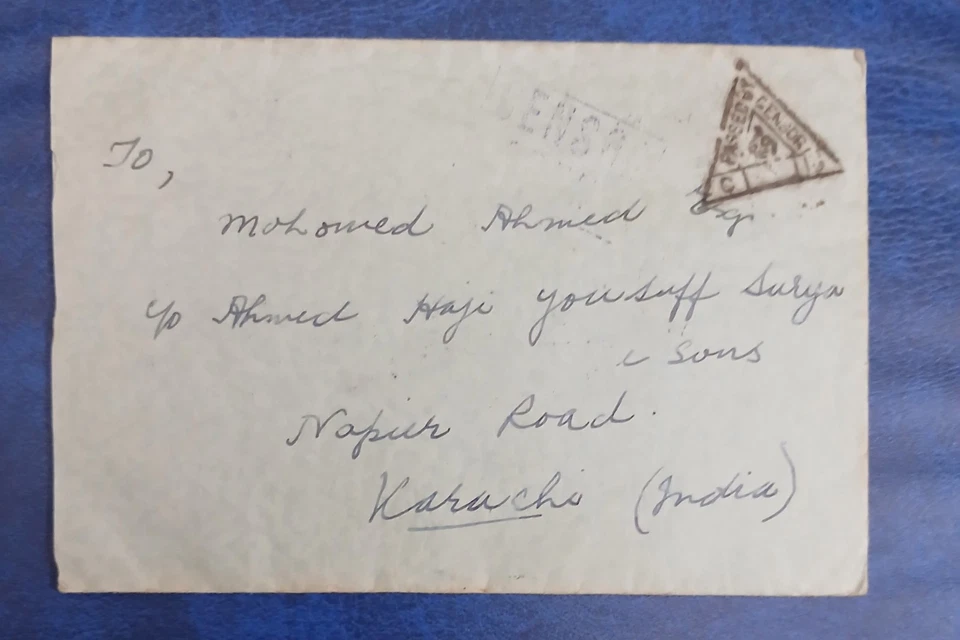 CENSOR
PASSED BY CENSOR
C
To,
Mohomed Ahmed Esq.
c/o Ahmed Haji Yousuff Surya
& Sons
Napier Road.
Karachi (India)